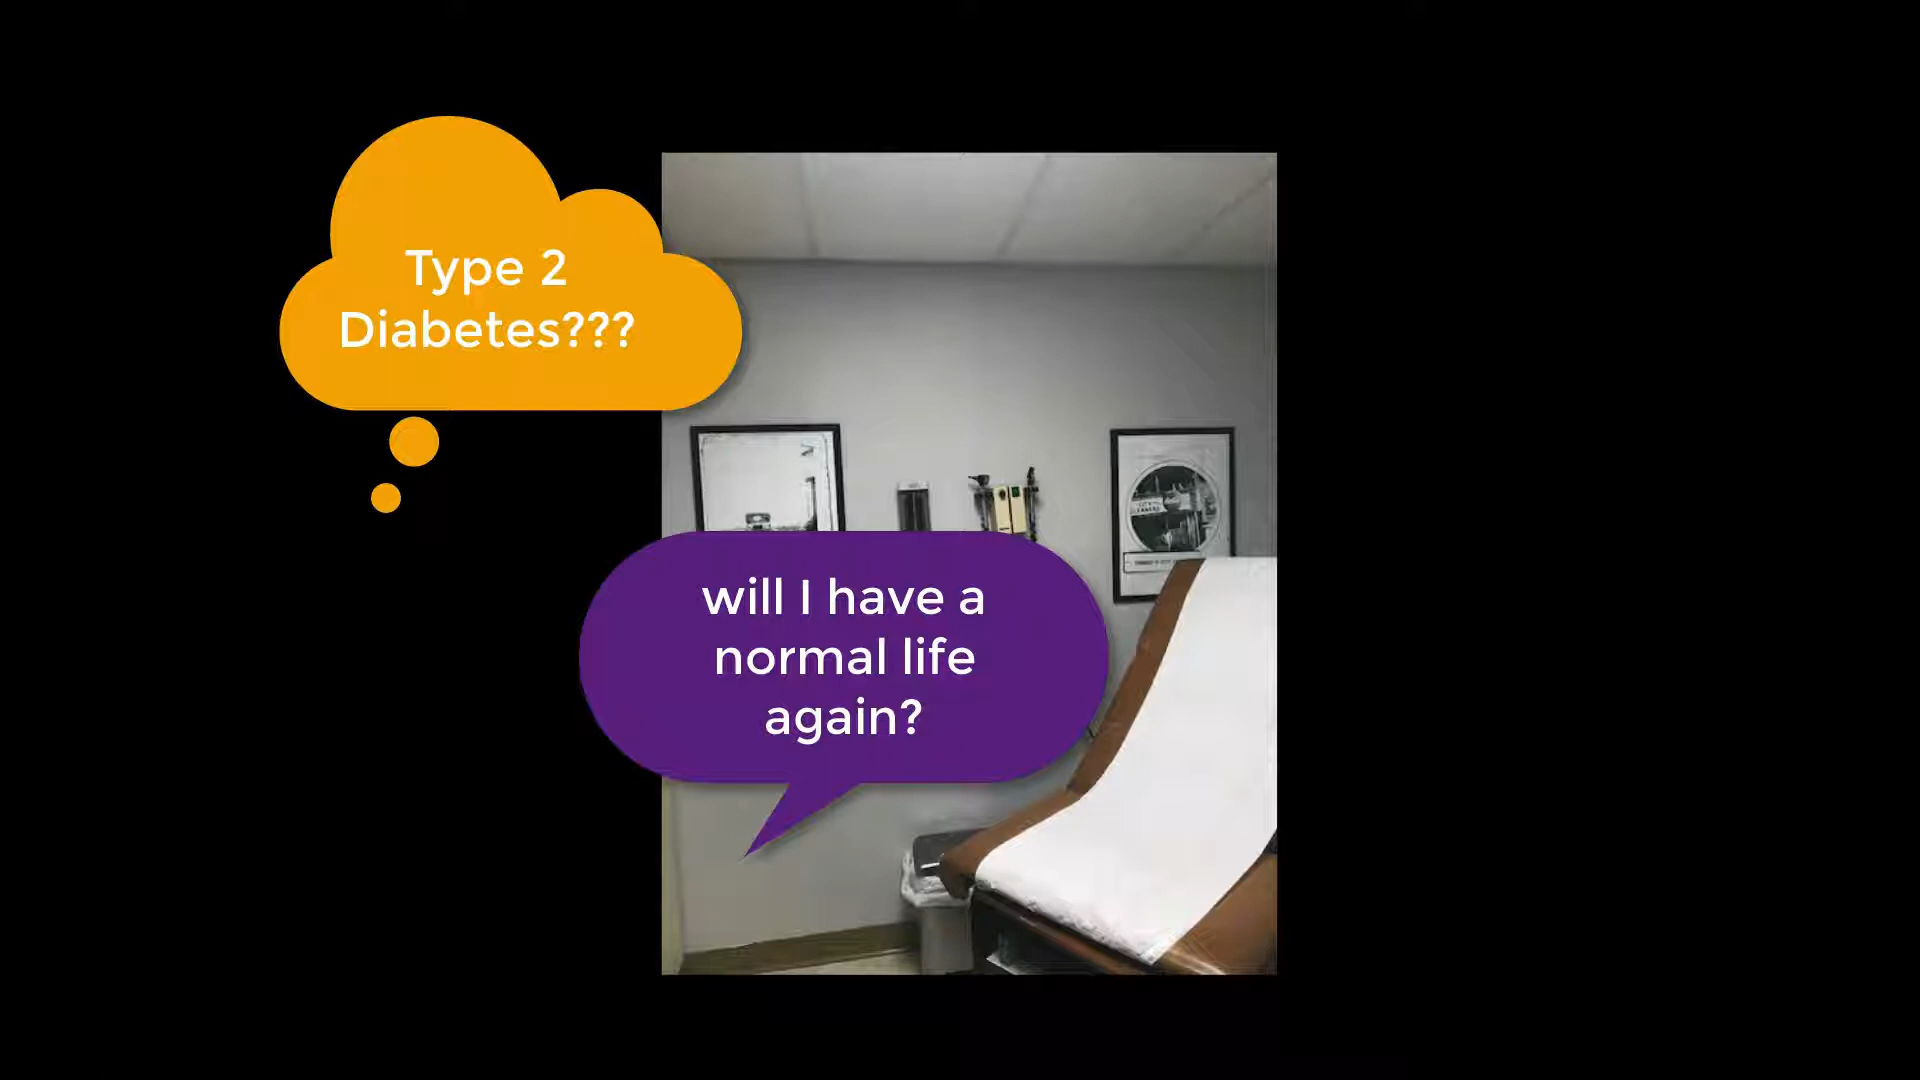 Type 2
Diabetes???
will I have a
normal life
again?